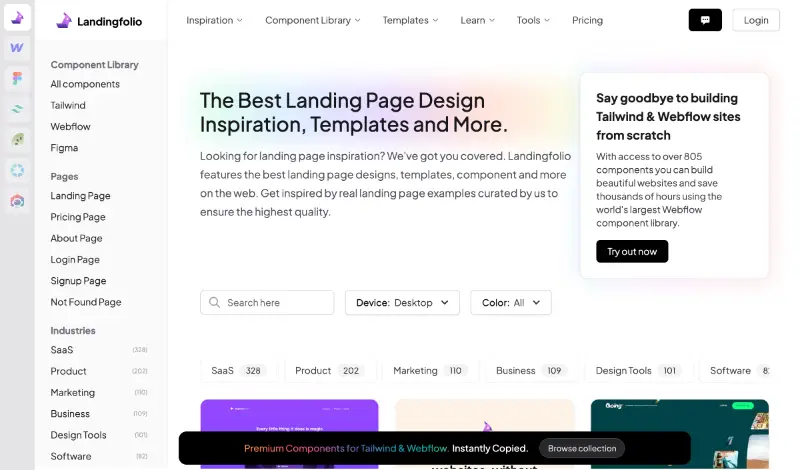 Landingfolio
Inspiration
Component Library
Templates
Learn
Tools
Pricing
Login
Component Library
All components
Tailwind
Webflow
Figma
Pages
Landing Page
Pricing Page
About Page
Login Page
Signup Page
Not Found Page
Industries
SaaS (328)
Product (202)
Marketing (110)
Business (109)
Design Tools (101)
Software (82)
The Best Landing Page Design
Inspiration, Templates and More.
Looking for landing page inspiration? We've got you covered. Landingfolio
features the best landing page designs, templates, component and more
on the web. Get inspired by real landing page examples curated by us to
ensure the highest quality.
Say goodbye to building
Tailwind & Webflow sites
from scratch
With access to over 805
components you can build
beautiful websites and save
thousands of hours using the
world's largest Webflow
component library.
Try out now
Search here
Device: Desktop
Color: All
SaaS 328
Product 202
Marketing 110
Business 109
Design Tools 101
Software
Every little thing it does is magic
Premium Components for Tailwind & Webflow. Instantly Copied.
Browse collection